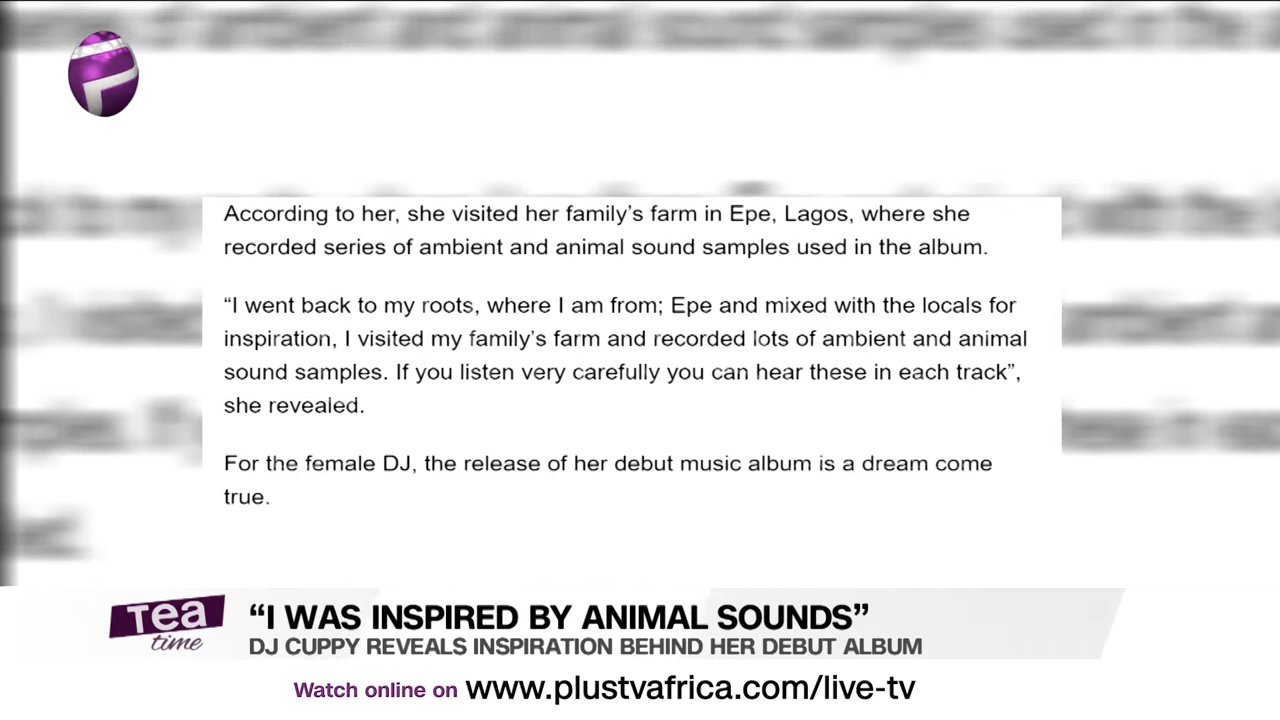 According to her, she visited her family’s farm in Epe, Lagos, where she
recorded series of ambient and animal sound samples used in the album.
“I went back to my roots, where I am from; Epe and mixed with the locals for
inspiration, I visited my family’s farm and recorded lots of ambient and animal
sound samples. If you listen very carefully you can hear these in each track”,
she revealed.
For the female DJ, the release of her debut music album is a dream come
true.
Tea
time
“I WAS INSPIRED BY ANIMAL SOUNDS”
DJ CUPPY REVEALS INSPIRATION BEHIND HER DEBUT ALBUM
Watch online on www.plustvafrica.com/live-tv